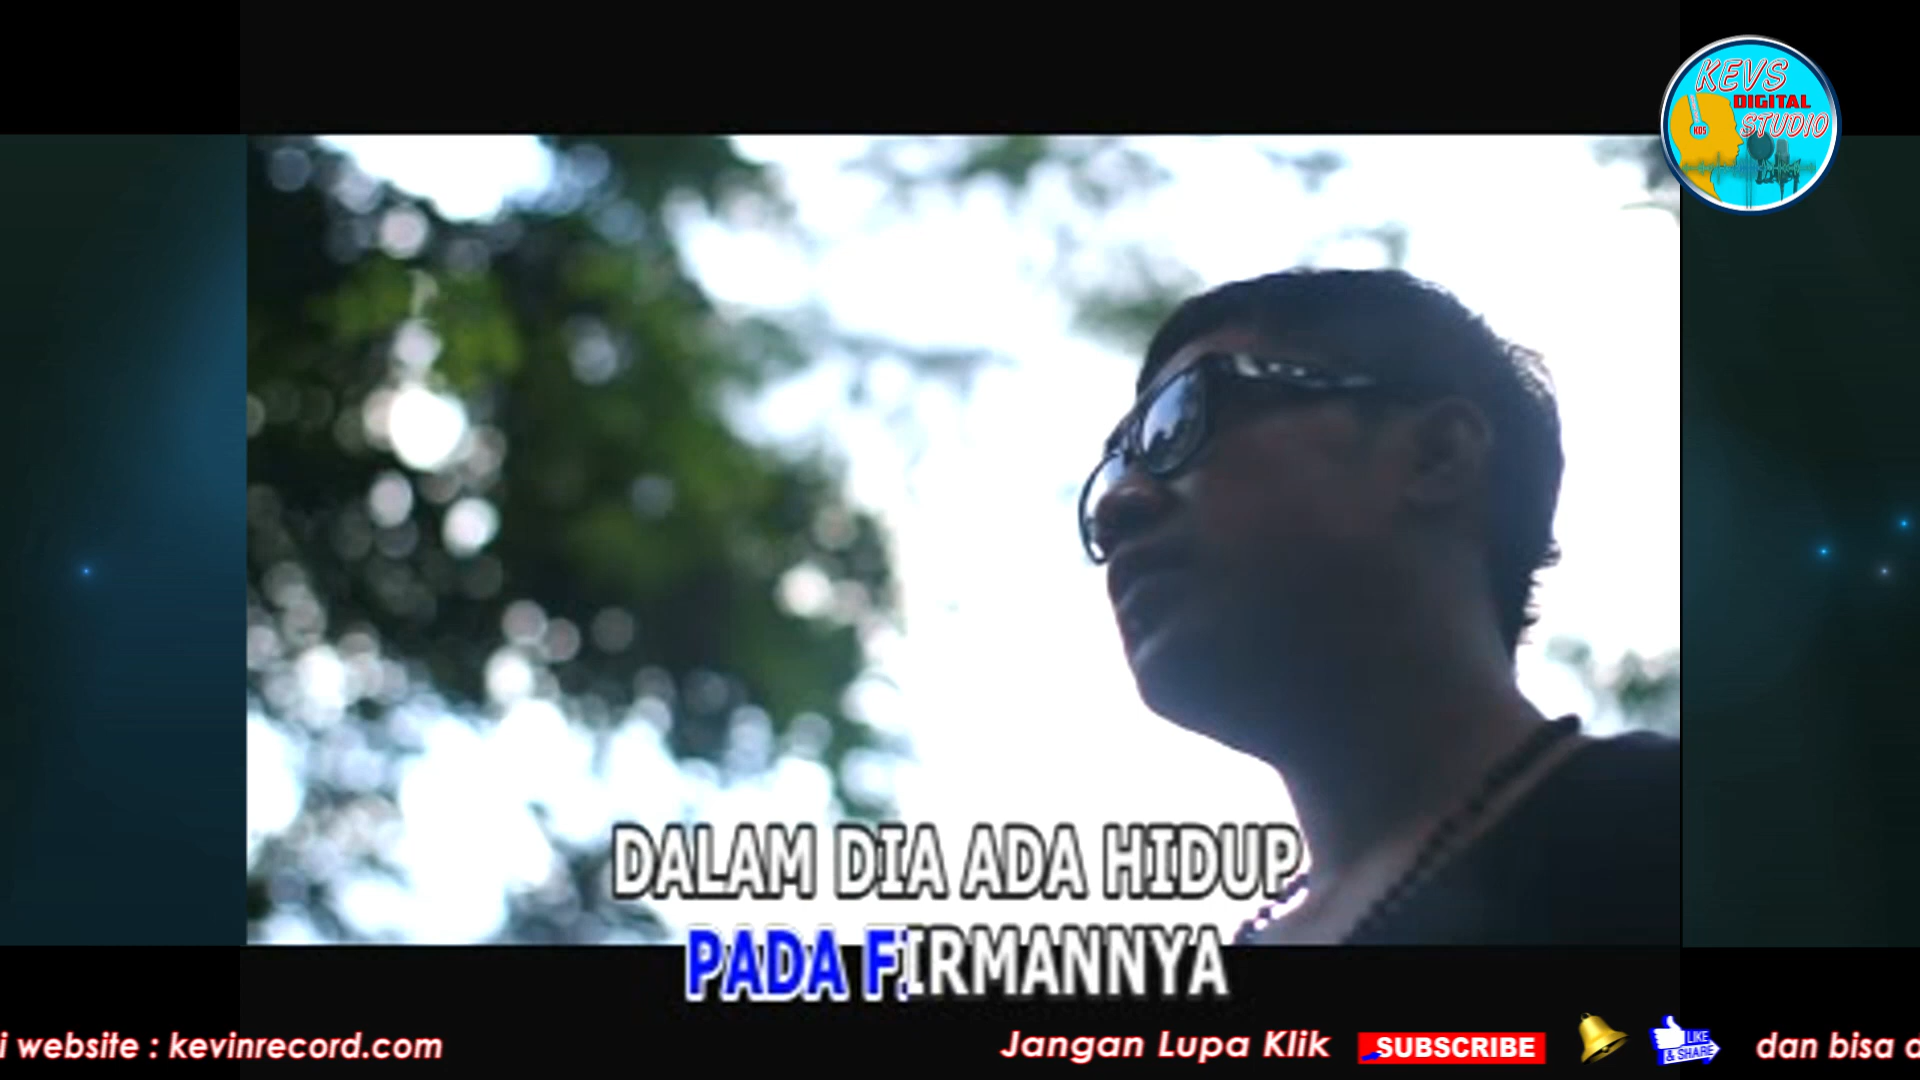 KEVS
DIGITAL
STUDIO
KDS
DALAM DIA ADA HIDUP
PADA FIRMANNYA
i website : kevinrecord.com Jangan Lupa Klik SUBSCRIBE LIKE & SHARE dan bisa d